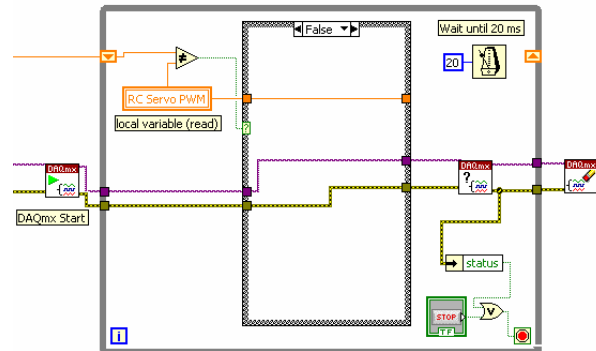 False
Wait until 20 ms
20
≠
RC Servo PWM
local variable (read)
?
DAQmx
DAQmx
?
DAQmx
DAQmx Start
status
STOP
TF
V
i